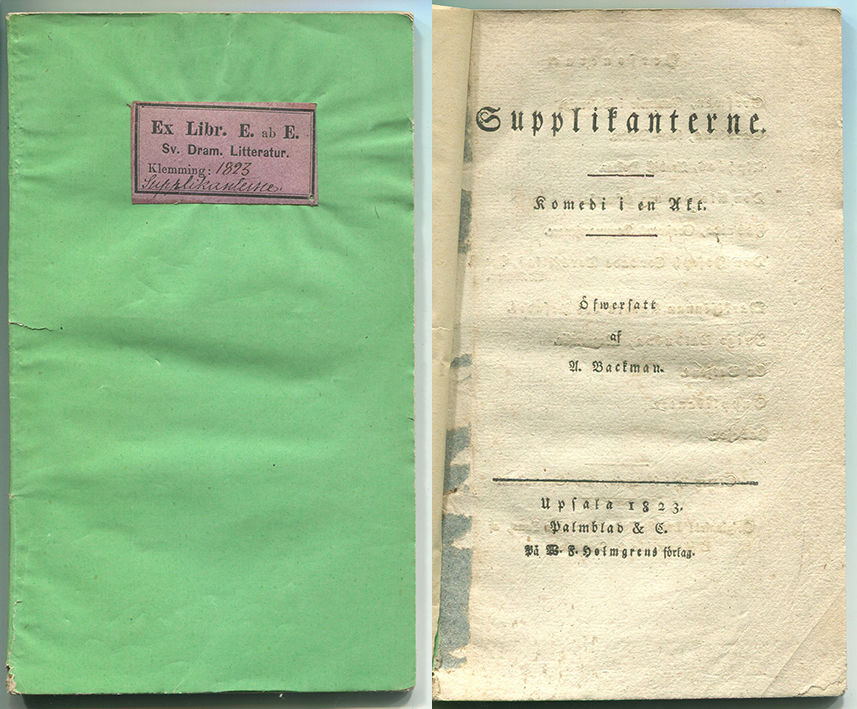 Ex Libr. E. ab E.
Sv. Dram. Litteratur.
Klemming: 1823
Supplikanterne.
Supplikanterne.
Komedi i en Akt.
Öfwersatt
af
A. Backman.
Upsala 1823.
Palmblad & C.
På W. F. Holmgrens förlag.